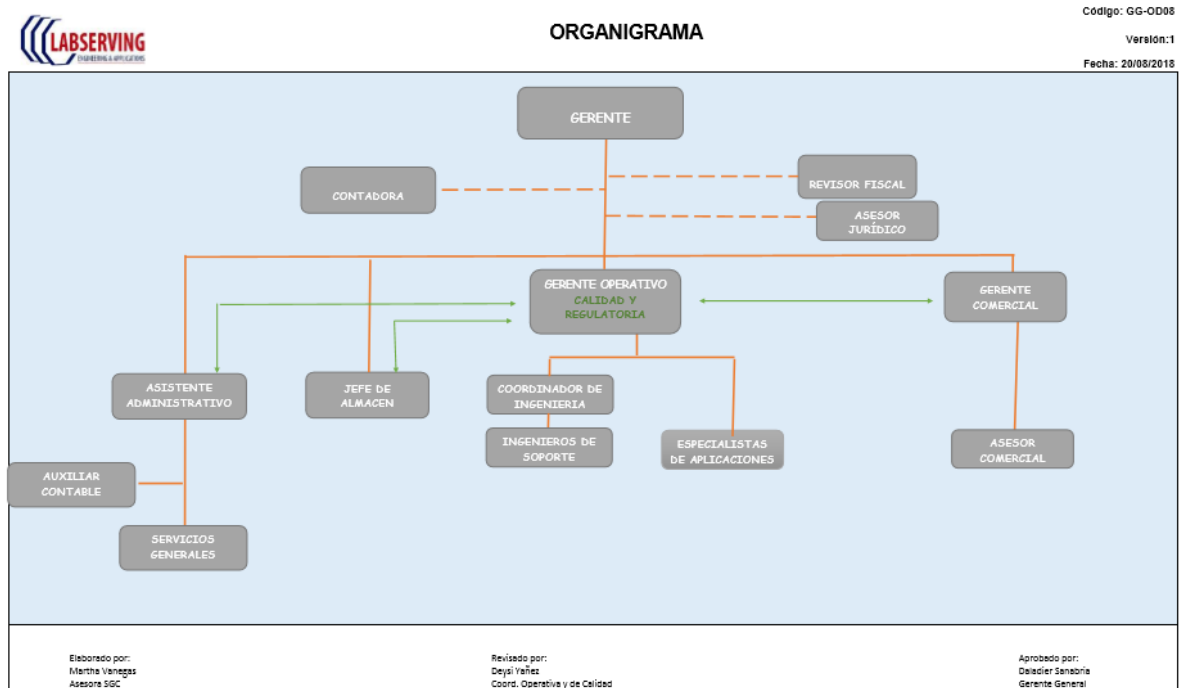 LABSERVING
ENGINEERING & APPLICATIONS
ORGANIGRAMA
Código: GG-OD08
Versión:1
Fecha: 20/08/2018
GERENTE
CONTADORA
REVISOR FISCAL
ASESOR
JURÍDICO
GERENTE OPERATIVO
CALIDAD Y
REGULATORIA
GERENTE
COMERCIAL
ASISTENTE
ADMINISTRATIVO
JEFE DE
ALMACEN
COORDINADOR DE
INGENIERIA
INGENIEROS DE
SOPORTE
ESPECIALISTAS
DE APLICACIONES
ASESOR
COMERCIAL
AUXILIAR
CONTABLE
SERVICIOS
GENERALES
Elaborado por:
Martha Vanegas
Asesora SGC
Revisado por:
Deysi Yañez
Coord. Operativa y de Calidad
Aprobado por:
Daladier Sanabria
Gerente General